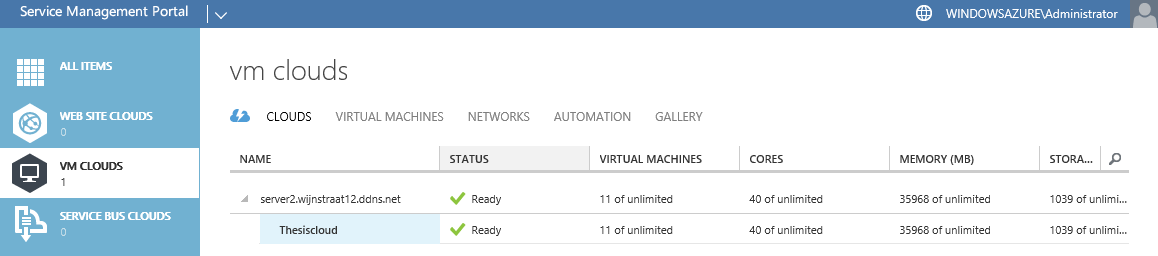 Service Management Portal
WINDOWSAZURE\Administrator
ALL ITEMS
WEB SITE CLOUDS
0
VM CLOUDS
1
SERVICE BUS CLOUDS
0
vm clouds
CLOUDS VIRTUAL MACHINES NETWORKS AUTOMATION GALLERY
NAME STATUS VIRTUAL MACHINES CORES MEMORY (MB) STORA...
server2.wijnstraat12.ddns.net Ready 11 of unlimited 40 of unlimited 35968 of unlimited 1039 of unlimi...
Thesiscloud Ready 11 of unlimited 40 of unlimited 35968 of unlimited 1039 of unlimi...